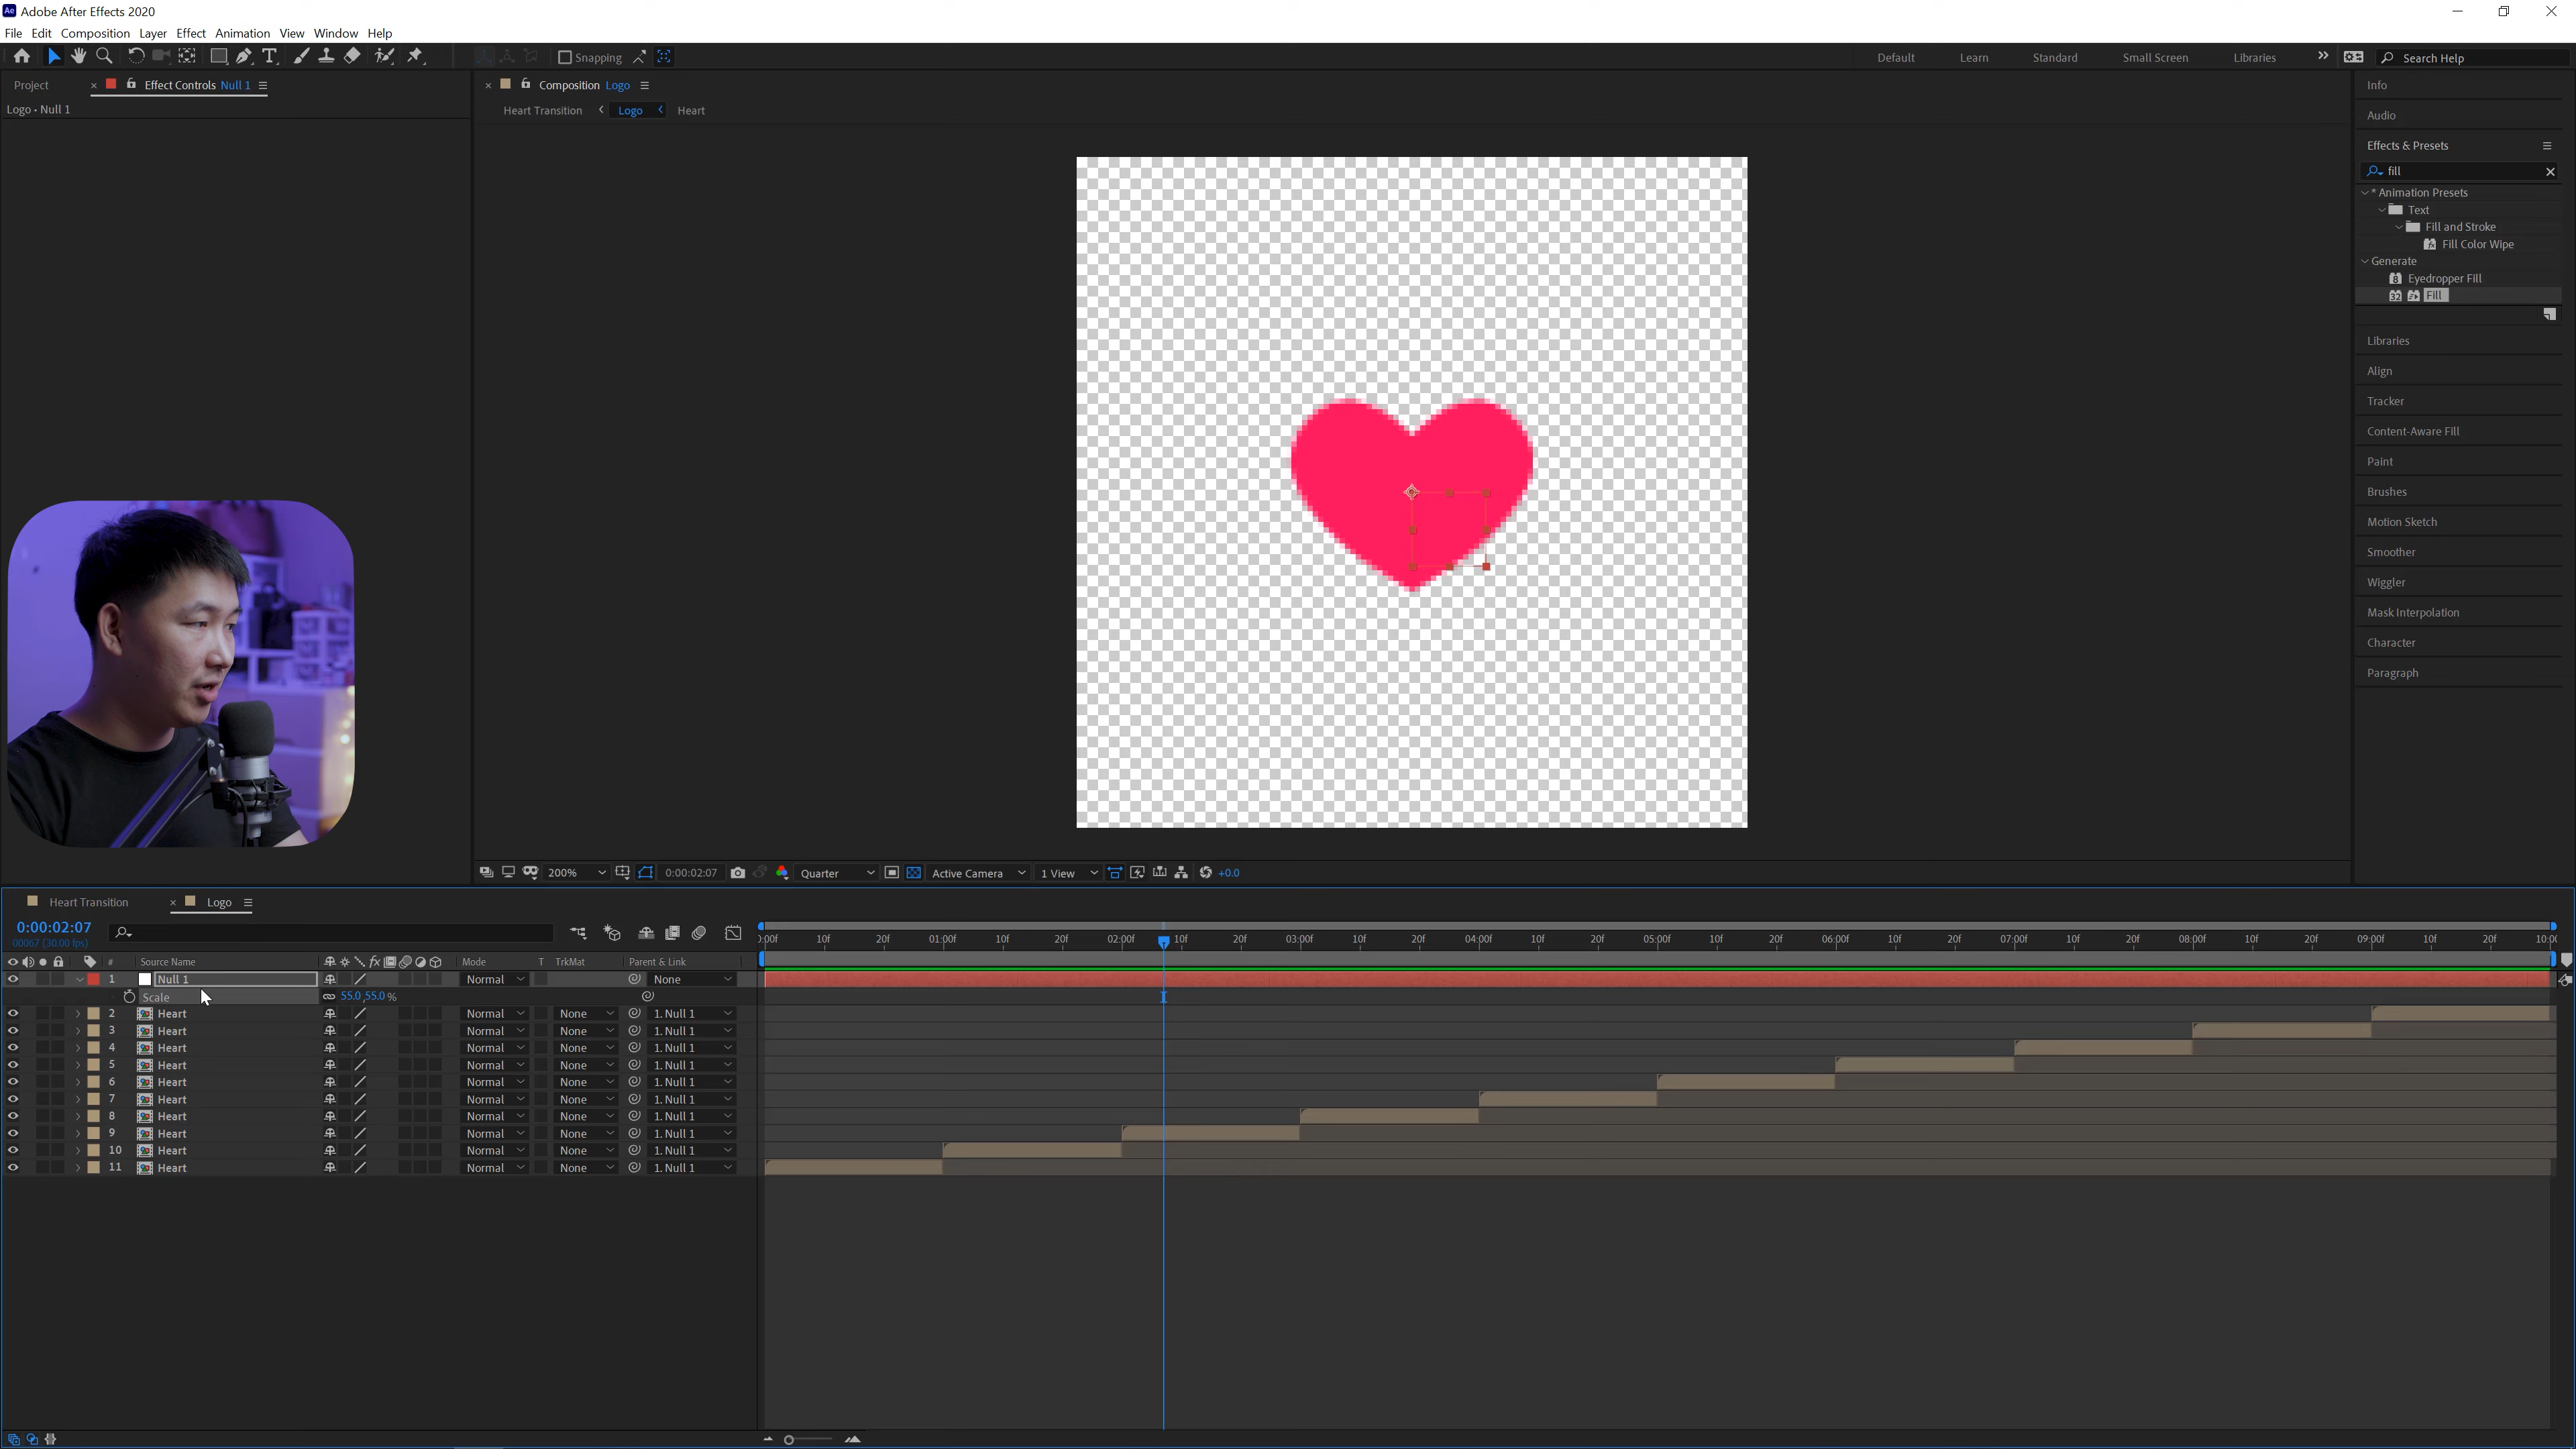 Adobe After Effects 2020
File Edit Composition Layer Effect Animation View Window Help
Snapping
Default Learn Standard Small Screen Libraries
Search Help
Project
Effect Controls Null 1
Logo • Null 1
Composition Logo
Heart Transition Logo Heart
Info
Audio
Effects & Presets
fill
* Animation Presets
Text
Fill and Stroke
Fill Color Wipe
Generate
Eyedropper Fill
Fill
Libraries
Align
Tracker
Content-Aware Fill
Paint
Brushes
Motion Sketch
Smoother
Wiggler
Mask Interpolation
Character
Paragraph
200% 0:00:02:07 Quarter Active Camera 1 View +0.0
Heart Transition Logo
0:00:02:07
00067 (30.00 fps)
):00f 10f 20f 01:00f 10f 20f 02:00f 10f 20f 03:00f 10f 20f 04:00f 10f 20f 05:00f 10f 20f 06:00f 10f 20f 07:00f 10f 20f 08:00f 10f 20f 09:00f 10f 20f 10:0(
# Source Name Mode T TrkMat Parent & Link
1 Null 1 Normal None
Scale 55.0,55.0 %
2 Heart Normal None 1. Null 1
3 Heart Normal None 1. Null 1
4 Heart Normal None 1. Null 1
5 Heart Normal None 1. Null 1
6 Heart Normal None 1. Null 1
7 Heart Normal None 1. Null 1
8 Heart Normal None 1. Null 1
9 Heart Normal None 1. Null 1
10 Heart Normal None 1. Null 1
11 Heart Normal None 1. Null 1